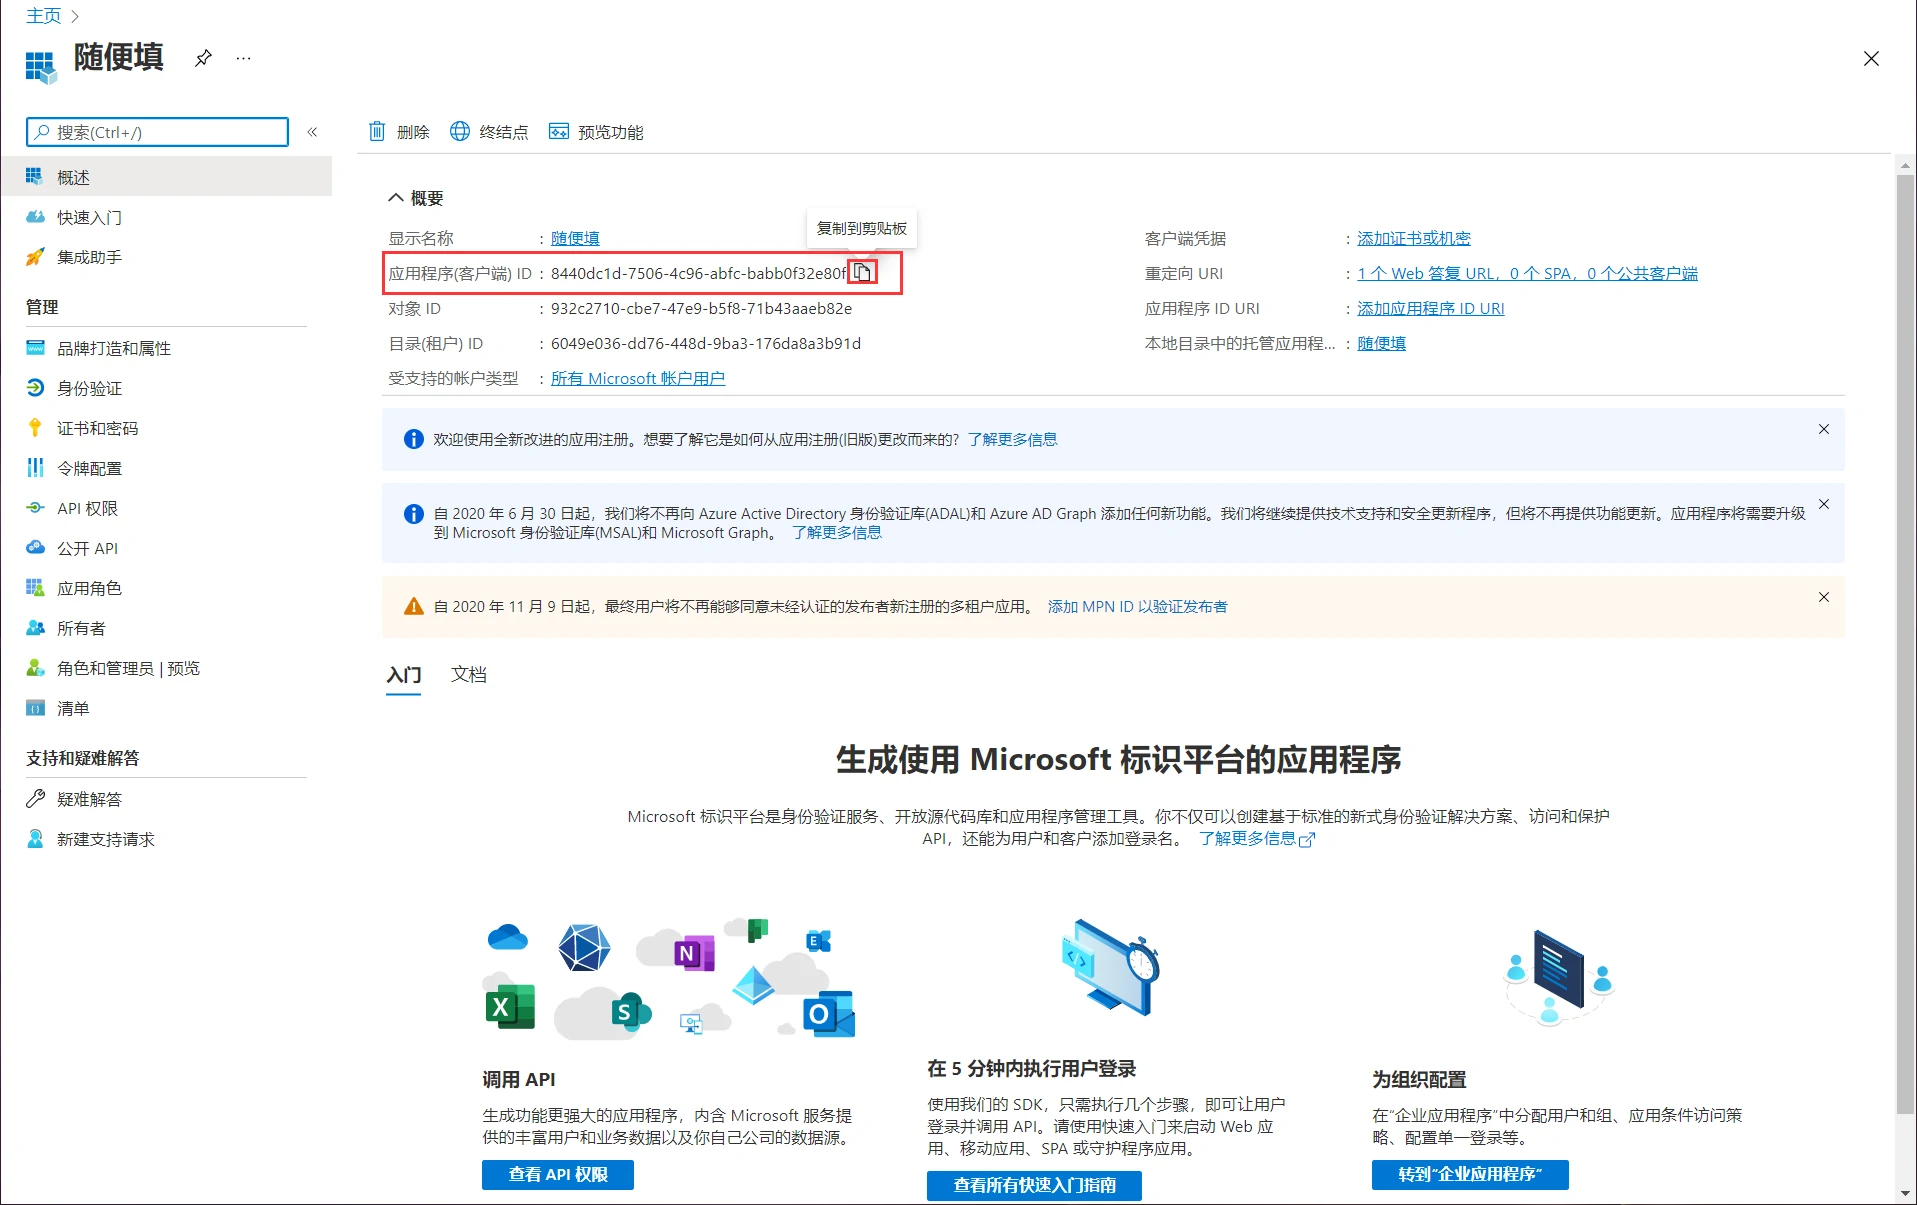 主页
随便填
搜索(Ctrl+/)
概述
快速入门
集成助手
管理
品牌打造和属性
身份验证
证书和密码
令牌配置
API 权限
公开 API
应用角色
所有者
角色和管理员 | 预览
清单
支持和疑难解答
疑难解答
新建支持请求
删除 终结点 预览功能
概要
复制到剪贴板
显示名称 : 随便填
应用程序(客户端) ID : 8440dc1d-7506-4c96-abfc-babb0f32e80f
对象 ID : 932c2710-cbe7-47e9-b5f8-71b43aaeb82e
目录(租户) ID : 6049e036-dd76-448d-9ba3-176da8a3b91d
受支持的帐户类型 : 所有 Microsoft 帐户用户
客户端凭据 : 添加证书或机密
重定向 URI : 1 个 Web 答复 URL，0 个 SPA，0 个公共客户端
应用程序 ID URI : 添加应用程序 ID URI
本地目录中的托管应用程... : 随便填
欢迎使用全新改进的应用注册。想要了解它是如何从应用注册(旧版)更改而来的? 了解更多信息
自 2020 年 6 月 30 日起，我们将不再向 Azure Active Directory 身份验证库(ADAL)和 Azure AD Graph 添加任何新功能。我们将继续提供技术支持和安全更新程序，但将不再提供功能更新。应用程序将需要升级
到 Microsoft 身份验证库(MSAL)和 Microsoft Graph。 了解更多信息
自 2020 年 11 月 9 日起，最终用户将不再能够同意未经认证的发布者新注册的多租户应用。 添加 MPN ID 以验证发布者
入门 文档
生成使用 Microsoft 标识平台的应用程序
Microsoft 标识平台是身份验证服务、开放源代码库和应用程序管理工具。你不仅可以创建基于标准的新式身份验证解决方案、访问和保护
API，还能为用户和客户添加登录名。 了解更多信息
N
E
X
S
O
调用 API
生成功能更强大的应用程序，内含 Microsoft 服务提
供的丰富用户和业务数据以及你自己公司的数据源。
查看 API 权限
在 5 分钟内执行用户登录
使用我们的 SDK，只需执行几个步骤，即可让用户
登录并调用 API。请使用快速入门来启动 Web 应
用、移动应用、SPA 或守护程序应用。
查看所有快速入门指南
为组织配置
在“企业应用程序”中分配用户和组、应用条件访问策
略、配置单一登录等。
转到“企业应用程序”